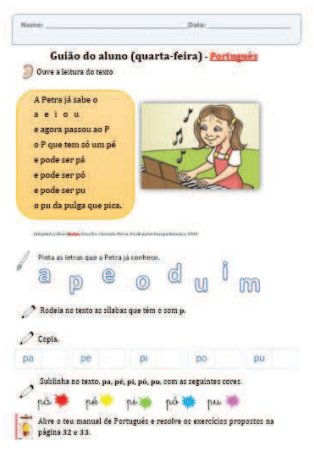 Nome: Data:
Guião do aluno (quarta-feira) - Português
Ouve a leitura do texto
A Petra já sabe o
a e i o u
e agora passou ao P
o P que tem só um pé
e pode ser pá
e pode ser pó
e pode ser pu
o pu da pulga que pica.
Pinta as letras que a Petra já conhece.
a p e o d u i m
Rodeia no texto as sílabas que têm o som p.
Copia.
pa pe pi po pu
Sublinha no texto, pa, pé, pi, pó, pu, com as seguintes cores.
pá pé pi pó pu
Abre o teu manual de Português e resolve os exercícios propostos na
página 32 e 33.